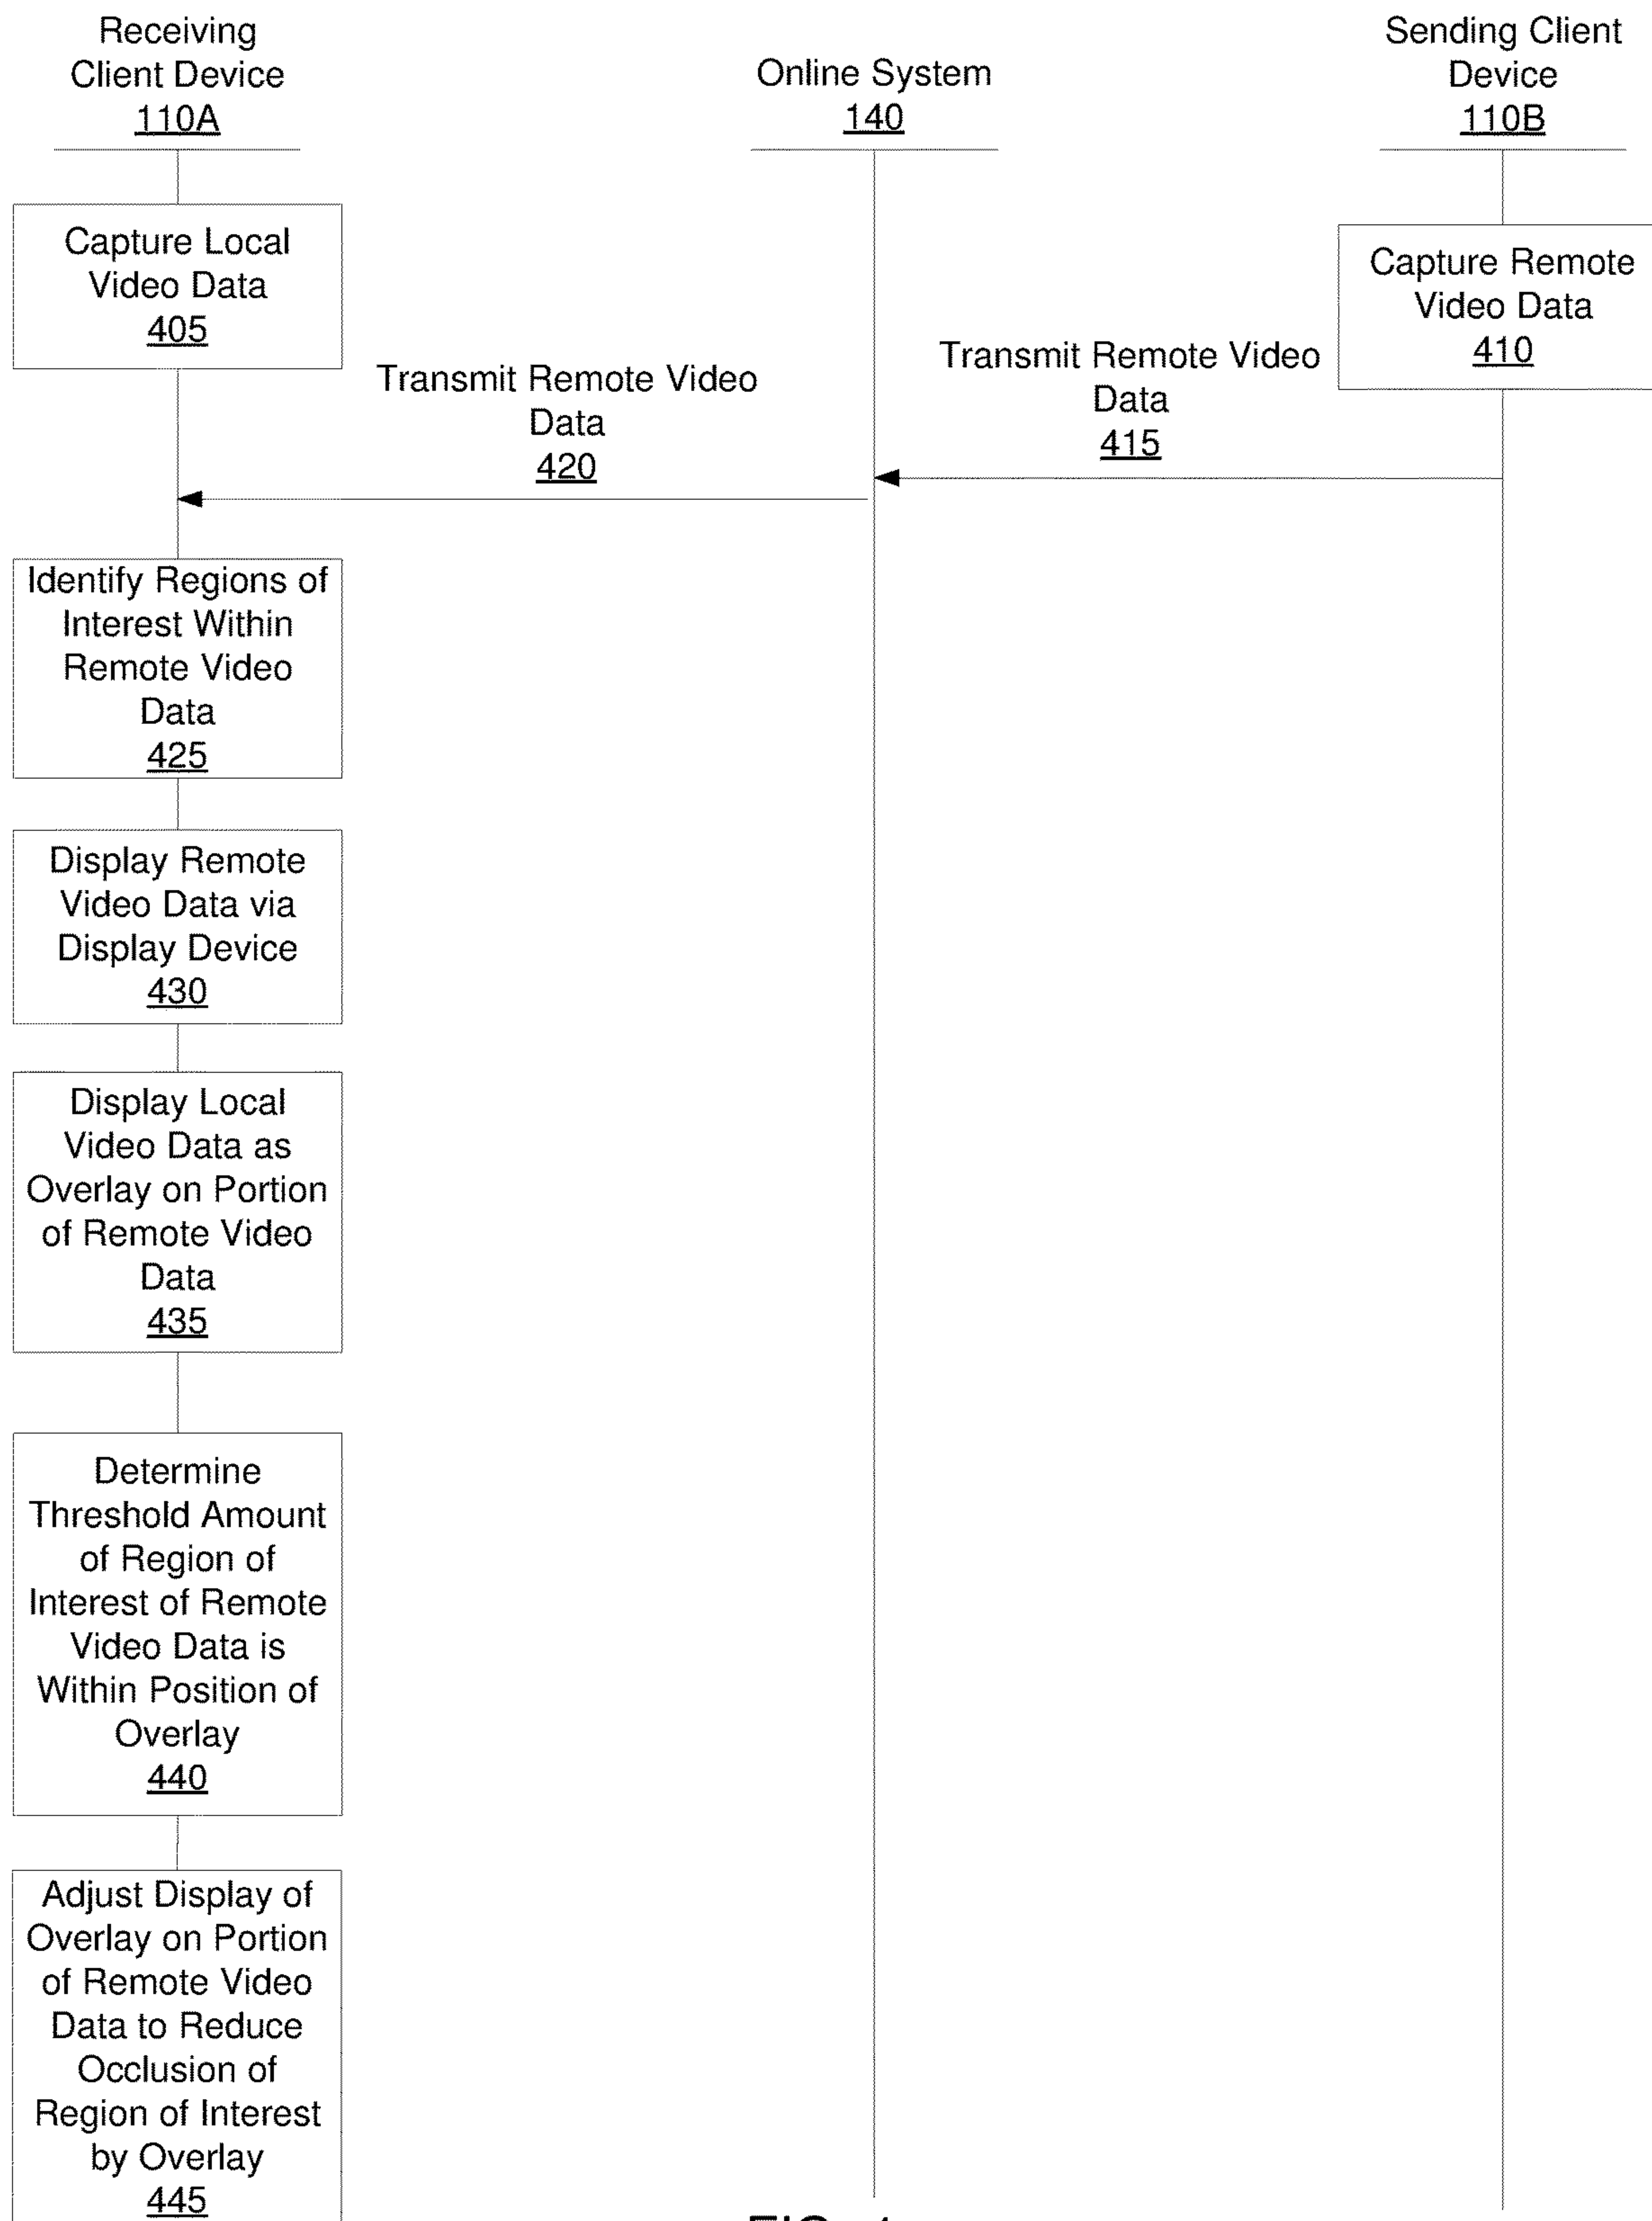 Receiving
Client Device
110A
Online System
140
Sending Client
Device
110B
Capture Local
Video Data
405
Capture Remote
Video Data
410
Transmit Remote Video
Data
415
Transmit Remote Video
Data
420
Identify Regions of
Interest Within
Remote Video
Data
425
Display Remote
Video Data via
Display Device
430
Display Local
Video Data as
Overlay on Portion
of Remote Video
Data
435
Determine
Threshold Amount
of Region of
Interest of Remote
Video Data is
Within Position of
Overlay
440
Adjust Display of
Overlay on Portion
of Remote Video
Data to Reduce
Occlusion of
Region of Interest
by Overlay
445